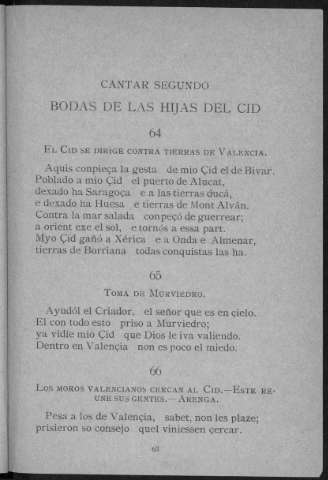 CANTAR SEGUNDO
BODAS DE LAS HIJAS DEL CID
64
EL CID SE DIRIGE CONTRA TIERRAS DE VALENCIA.
Aquis conpieça la gesta de mio Çid el de Bivar.
Poblado a mio Çid el puerto de Alucat,
dexado ha Saragoça e a las tierras ducá,
e dexado ha Huesa e tierras de Mont Alván.
Contra la mar salada conpeçó de guerrear;
a orient exe el sol, e tornós a essa part.
Myo Çid gañó a Xérica e a Onda e Almenar,
tierras de Borriana todas conquistas las ha.
65
TOMA DE MURVIEDRO.
Ayudól el Criador, el señor que es en çielo.
El con todo esto priso a Murviedro;
ya vidie mio Çid que Dios le iva valiendo.
Dentro en Valençia non es poco el miedo.
66
LOS MOROS VALENCIANOS CERCAN AL CID.—ESTE RE-
UNE SUS GENTES.—ARENGA.
Pesa a los de Valençia, sabet, non les plaze;
prisieron so consejo quel viniessen çercar.
63